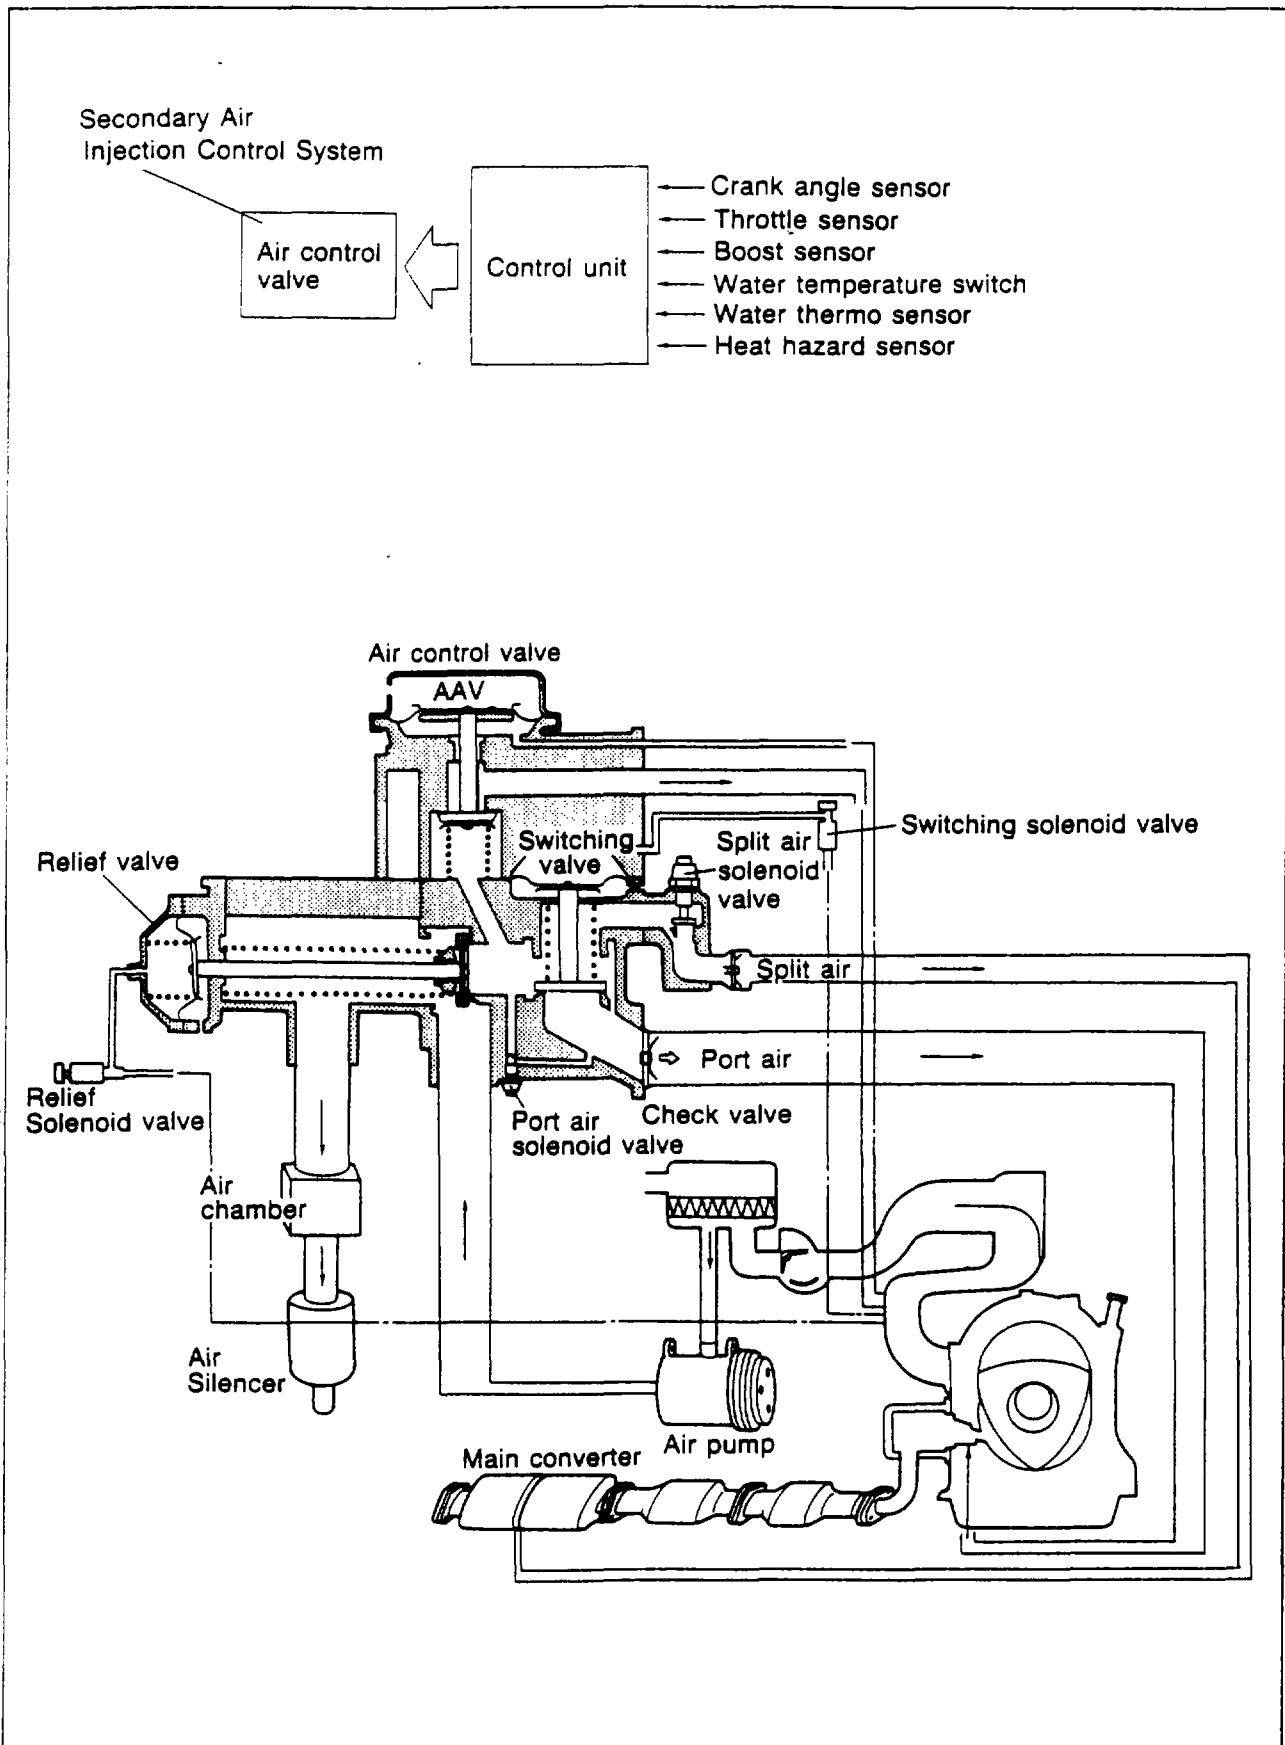 Secondary Air
Injection Control System
Air control
valve
Control unit
Crank angle sensor
Throttle sensor
Boost sensor
Water temperature switch
Water thermo sensor
Heat hazard sensor
Air control valve
AAV
Switching
valve
Split air
solenoid
valve
Switching solenoid valve
Relief valve
Split air
Port air
Relief
Solenoid valve
Port air
solenoid valve
Check valve
Air
chamber
Air
Silencer
Air pump
Main converter